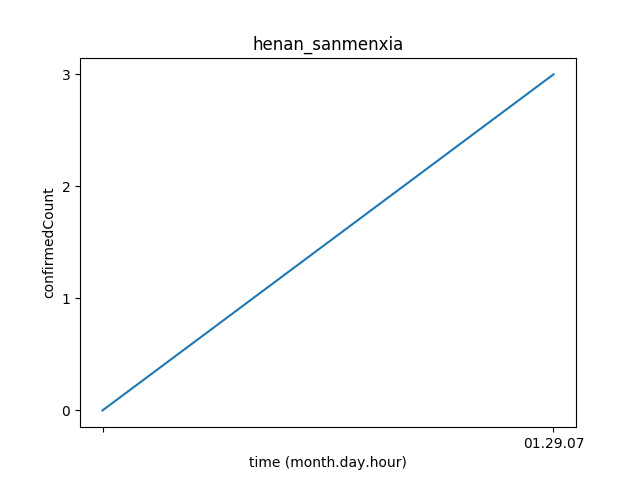 henan_sanmenxia
3
2
1
0
confirmedCount
01.29.07
time (month.day.hour)